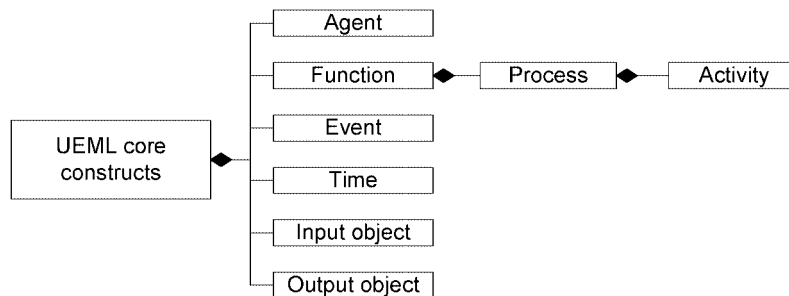 Agent
Function
Process
Activity
UEML core
constructs
Event
Time
Input object
Output object